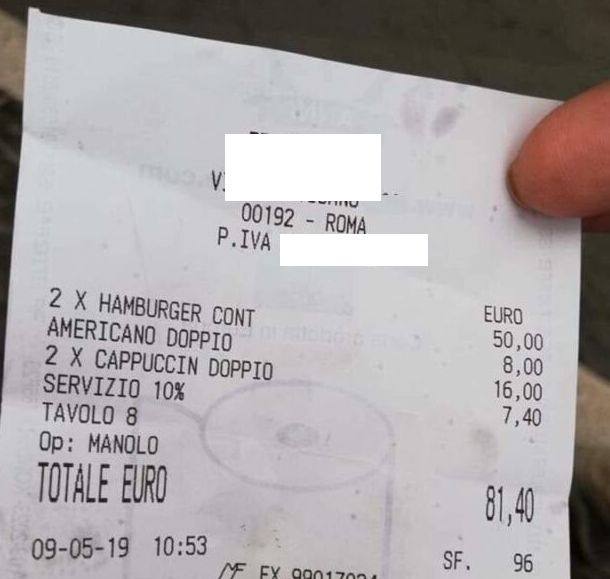 00192 - ROMA
P.IVA
EURO
2 X HAMBURGER CONT 50,00
AMERICANO DOPPIO 8,00
2 X CAPPUCCIN DOPPIO 16,00
SERVIZIO 10% 7,40
TAVOLO 8
Op: MANOLO
TOTALE EURO 81,40
09-05-19 10:53 SF. 96